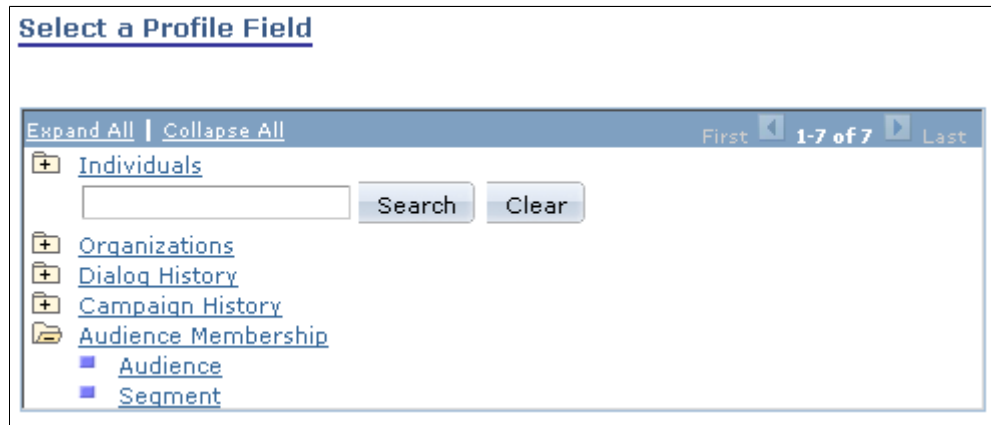 Select a Profile Field
Expand All | Collapse All First 1-7 of 7 Last
Individuals
Search Clear
Organizations
Dialog History
Campaign History
Audience Membership
Audience
Segment